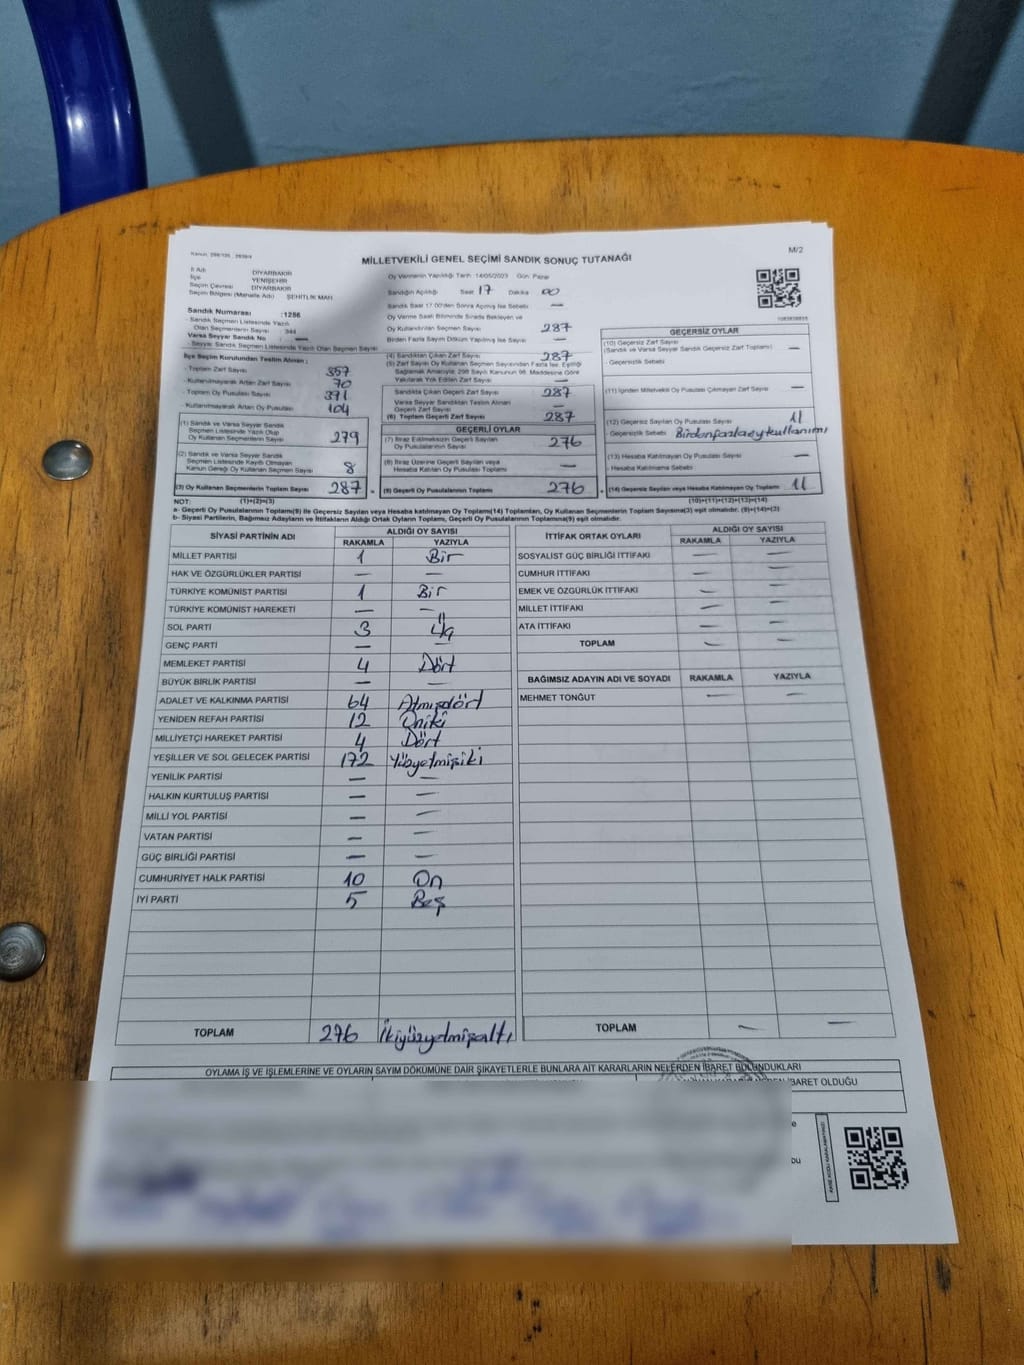 M/2
MİLLETVEKİLİ GENEL SEÇİMİ SANDIK SONUÇ TUTANAĞI
İl Adı DİYARBAKIR
İlçe YENİŞEHİR
Seçim Çevresi DİYARBAKIR
Seçim Bölgesi (Mahalle Adı) ŞEHİTLİK MAH
Sandık Numarası :1286
- Sandık Seçmen Listesinde Yazılı
Olan Seçmenlerin Sayısı 344
Varsa Seyyar Sandık No : —
- Seyyar Sandık Seçmen Listesinde Yazılı Olan Seçmen Sayısı
İlçe Seçim Kurulundan Teslim Alınan ;
- Toplam Zarf Sayısı 357
- Kullanılmayarak Artan Zarf Sayısı 70
- Toplam Oy Pusulası 371
- Kullanılmayarak Artan Oy Pusulası 104
(1) Sandık ve Varsa Seyyar Sandık
Seçmen Listesinde Yazılı Olup
Oy Kullanan Seçmenlerin Sayısı 279
(2) Sandık ve Varsa Seyyar Sandık
Seçmen Listesinde Kayıtlı Olmayan
Kanun Gereği Oy Kullanan Seçmen Sayısı 8
(3) Oy Kullanan Seçmenlerin Toplam Sayısı 287
Oy Vermenin Yapıldığı Tarih :14/05/2023 Gün: Pazar
Sandığın Açıldığı Saat 17 Dakika 00
Sandık Saat 17.00'den Sonra Açılmış İse Sebebi —
Oy Verme Saati Bitiminde Sırada Bekleyen ve
Oy Kullandırılan Seçmen Sayısı 287
Birden Fazla Sayım Döküm Yapılmış İse Sayısı —
(4) Sandıktan Çıkan Zarf Sayısı 287
(5) Zarf Sayısı Oy Kullanan Seçmen Sayısından Fazla İse, Eşitliği
Sağlamak Amacıyla; 298 Sayılı Kanunun 98. Maddesine Göre
Yakılarak Yok Edilen Zarf Sayısı —
Sandıkta Çıkan Geçerli Zarf Sayısı 287
Varsa Seyyar Sandıktan Teslim Alınan
Geçerli Zarf Sayısı —
(6) Toplam Geçerli Zarf Sayısı 287
GEÇERLİ OYLAR
(7) İtiraz Edilmeksizin Geçerli Sayılan
Oy Pusulalarının Sayısı 276
(8) İtiraz Üzerine Geçerli Sayılan veya
Hesaba Katılan Oy Pusulası Toplamı —
(9) Geçerli Oy Pusulalarının Toplamı 276
GEÇERSİZ OYLAR
(10) Geçersiz Zarf Sayısı
(Sandık ve Varsa Seyyar Sandık Geçersiz Zarf Toplamı) —
- Geçersizlik Sebebi
(11) İçinden Milletvekili Oy Pusulası Çıkmayan Zarf Sayısı —
(12) Geçersiz Sayılan Oy Pusulası Sayısı 11
- Geçersizlik Sebebi Birdenfazlaoykullanımı
(13) Hesaba Katılmayan Oy Pusulası Sayısı —
- Hesaba Katılmama Sebebi
(14) Geçersiz Sayılan veya Hesaba Katılmayan Oy Toplamı 11
NOT: (1)+(2)=(3) (10)+(11)+(12)+(13)=(14)
a- Geçerli Oy Pusulaları Toplamı(9) ile Geçersiz Sayılan veya Hesaba katılmayan Oy Toplamı(14) Toplamları, Oy Kullanan Seçmenlerin Toplam Sayısına(3) eşit olmalıdır. (9)+(14)=(3)
b- Siyasi Partilerin, Bağımsız Adayların ve İttifakların Aldığı Ortak Oyların Toplamı, Geçerli Oy Pusulalarının Toplamına(9) eşit olmalıdır.
SİYASİ PARTİNİN ADI ALDIĞI OY SAYISI
RAKAMLA YAZIYLA
MİLLET PARTİSİ 1 Bir
HAK VE ÖZGÜRLÜKLER PARTİSİ — —
TÜRKİYE KOMÜNİST PARTİSİ 1 Bir
TÜRKİYE KOMÜNİST HAREKETİ — —
SOL PARTİ 3 Üç
GENÇ PARTİ — —
MEMLEKET PARTİSİ 4 Dört
BÜYÜK BİRLİK PARTİSİ — —
ADALET VE KALKINMA PARTİSİ 64 Atmışdört
YENİDEN REFAH PARTİSİ 12 Oniki
MİLLİYETÇİ HAREKET PARTİSİ 4 Dört
YEŞİLLER VE SOL GELECEK PARTİSİ 172 Yüzyetmişiki
YENİLİK PARTİSİ — —
HALKIN KURTULUŞ PARTİSİ — —
MİLLİ YOL PARTİSİ — —
VATAN PARTİSİ — —
GÜÇ BİRLİĞİ PARTİSİ — —
CUMHURİYET HALK PARTİSİ 10 On
İYİ PARTİ 5 Beş
TOPLAM 276 İkiyüzyetmişaltı
İTTİFAK ORTAK OYLARI ALDIĞI OY SAYISI
RAKAMLA YAZIYLA
SOSYALİST GÜÇ BİRLİĞİ İTTİFAKI — —
CUMHUR İTTİFAKI — —
EMEK VE ÖZGÜRLÜK İTTİFAKI — —
MİLLET İTTİFAKI — —
ATA İTTİFAKI — —
TOPLAM — —
BAĞIMSIZ ADAYIN ADI VE SOYADI RAKAMLA YAZIYLA
MEHMET TONĞUT — —
TOPLAM — —
OYLAMA İŞ VE İŞLEMLERİNE VE OYLARIN SAYIM DÖKÜMÜNE DAİR ŞİKAYETLERLE BUNLARA AİT KARARLARIN NELERDEN İBARET BULUNDUKLARI
İBARET OLDUĞU